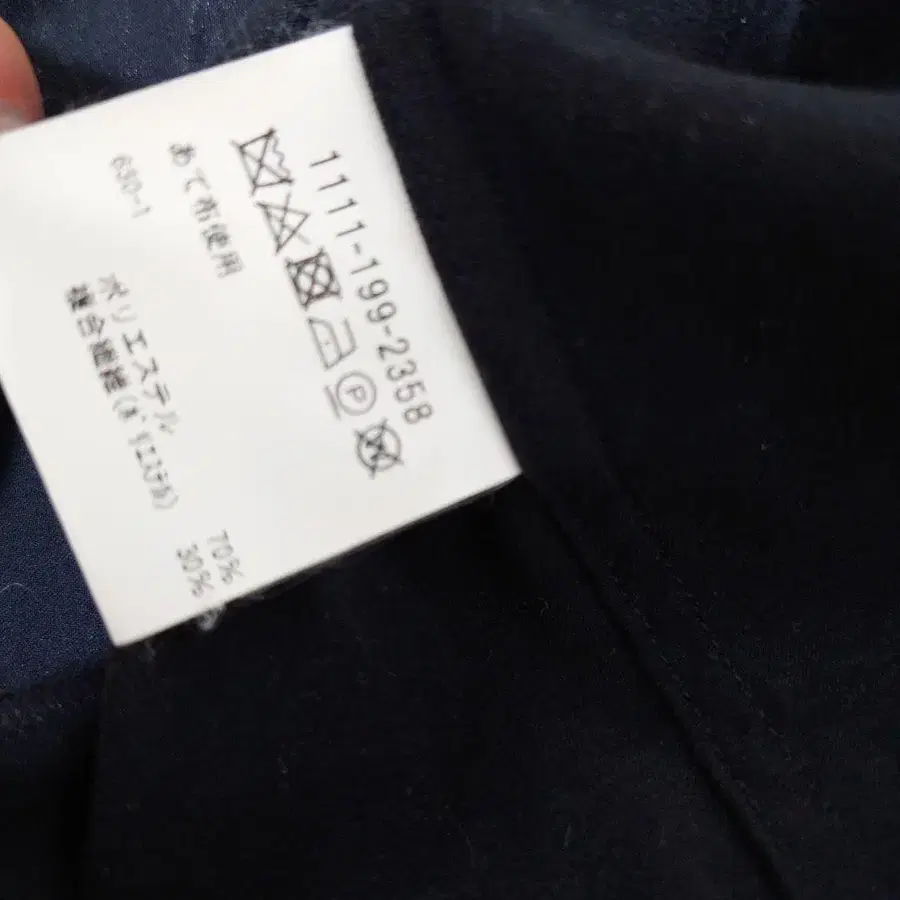 1111-199-2358
あて布使用
630-1
ポリエステル 70%
複合繊維(ポリエステル) 30%